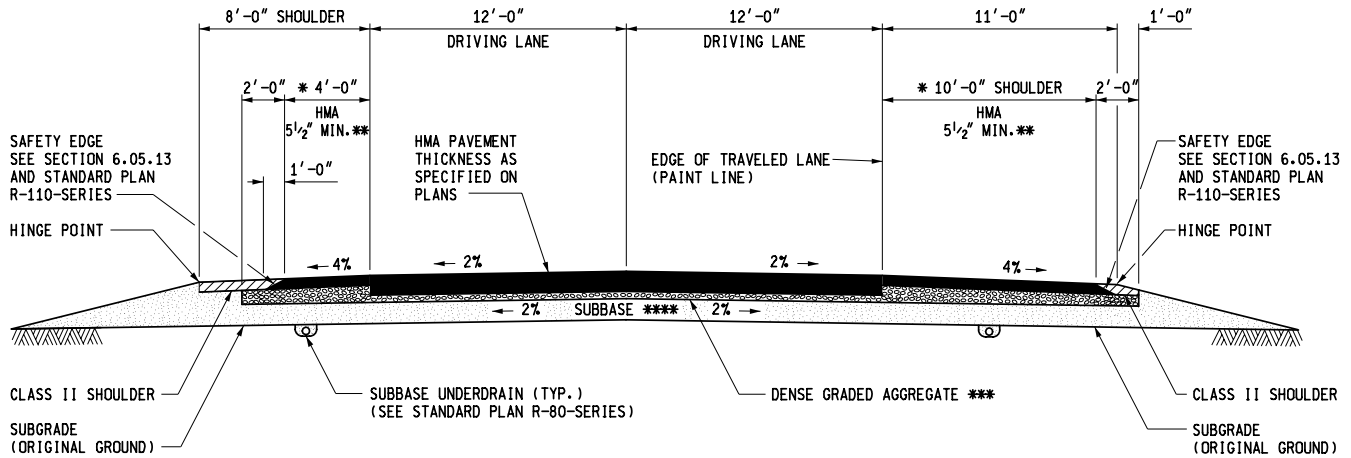 8'-0" SHOULDER
12'-0"
12'-0"
11'-0"
1'-0"
DRIVING LANE
DRIVING LANE
2'-0"
* 4'-0"
* 10'-0" SHOULDER
2'-0"
HMA
5 1/2" MIN.**
HMA
5 1/2" MIN.**
SAFETY EDGE
SEE SECTION 6.05.13
AND STANDARD PLAN
R-110-SERIES
1'-0"
HMA PAVEMENT
THICKNESS AS
SPECIFIED ON
PLANS
EDGE OF TRAVELED LANE
(PAINT LINE)
SAFETY EDGE
SEE SECTION 6.05.13
AND STANDARD PLAN
R-110-SERIES
HINGE POINT
HINGE POINT
4%
2%
2%
4%
2%
SUBBASE ****
2%
CLASS II SHOULDER
SUBBASE UNDERDRAIN (TYP.)
(SEE STANDARD PLAN R-80-SERIES)
DENSE GRADED AGGREGATE ***
CLASS II SHOULDER
SUBGRADE
(ORIGINAL GROUND)
SUBGRADE
(ORIGINAL GROUND)